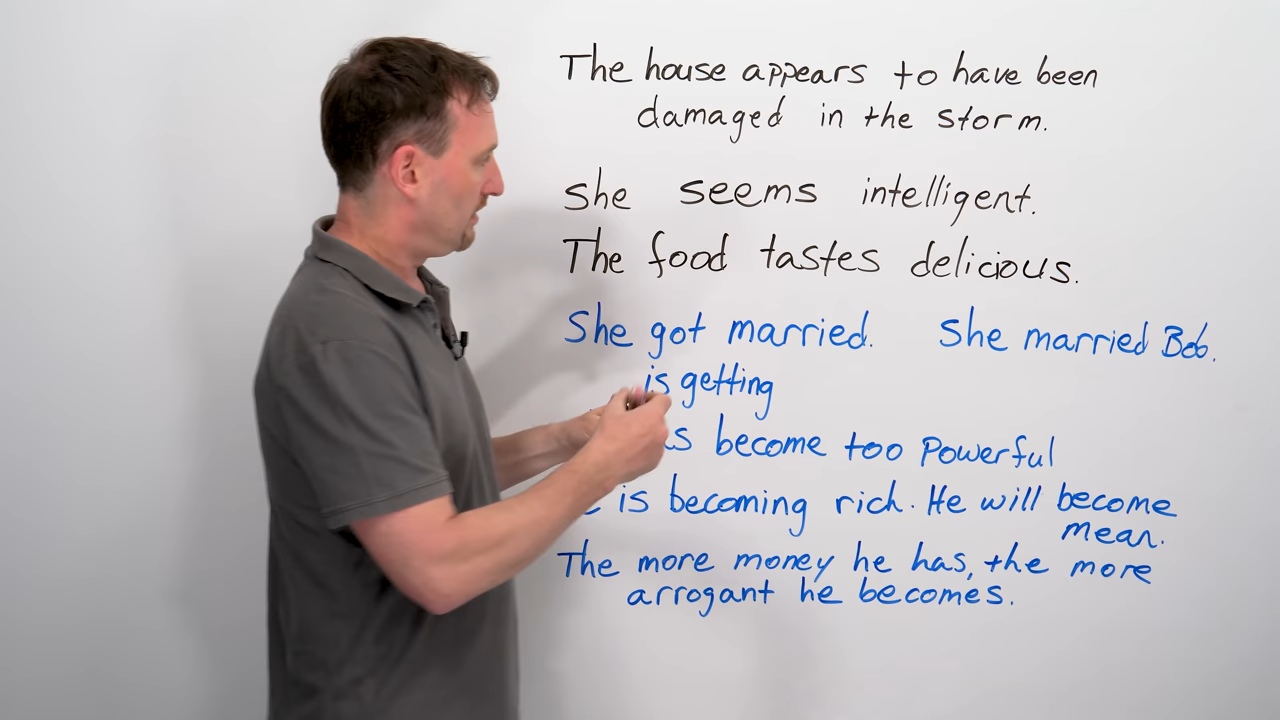 The house appears to have been
damaged in the storm.
She seems intelligent.
The food tastes delicious.
She got married. She married Bob.
is getting
become too powerful
is becoming rich. He will become
mean.
The more money he has, the more
arrogant he becomes.